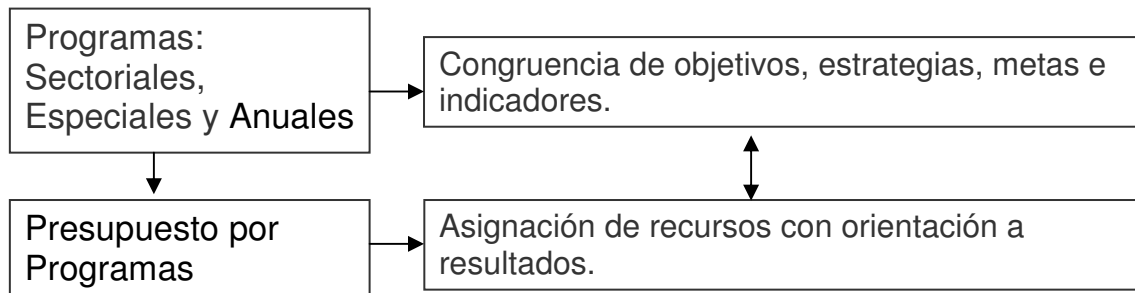 Programas:
Sectoriales,
Especiales y Anuales
Congruencia de objetivos, estrategias, metas e
indicadores.
Presupuesto por
Programas
Asignación de recursos con orientación a
resultados.